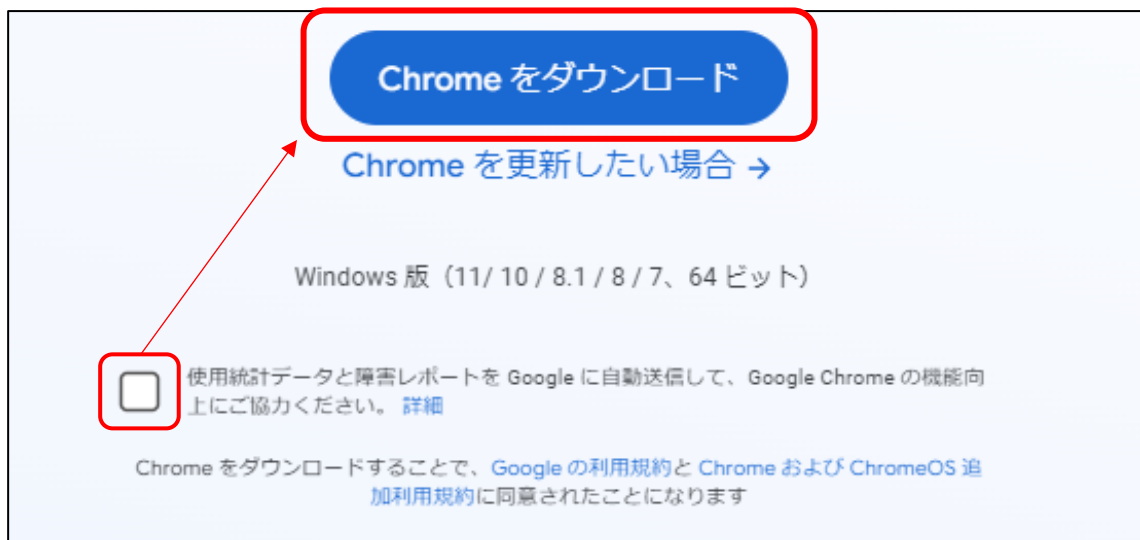 Chrome をダウンロード
Chrome を更新したい場合 →
Windows 版（11/ 10 / 8.1 / 8 / 7、64 ビット）
使用統計データと障害レポートを Google に自動送信して、Google Chrome の機能向
上にご協力ください。 詳細
Chrome をダウンロードすることで、Google の利用規約と Chrome および ChromeOS 追
加利用規約に同意されたことになります